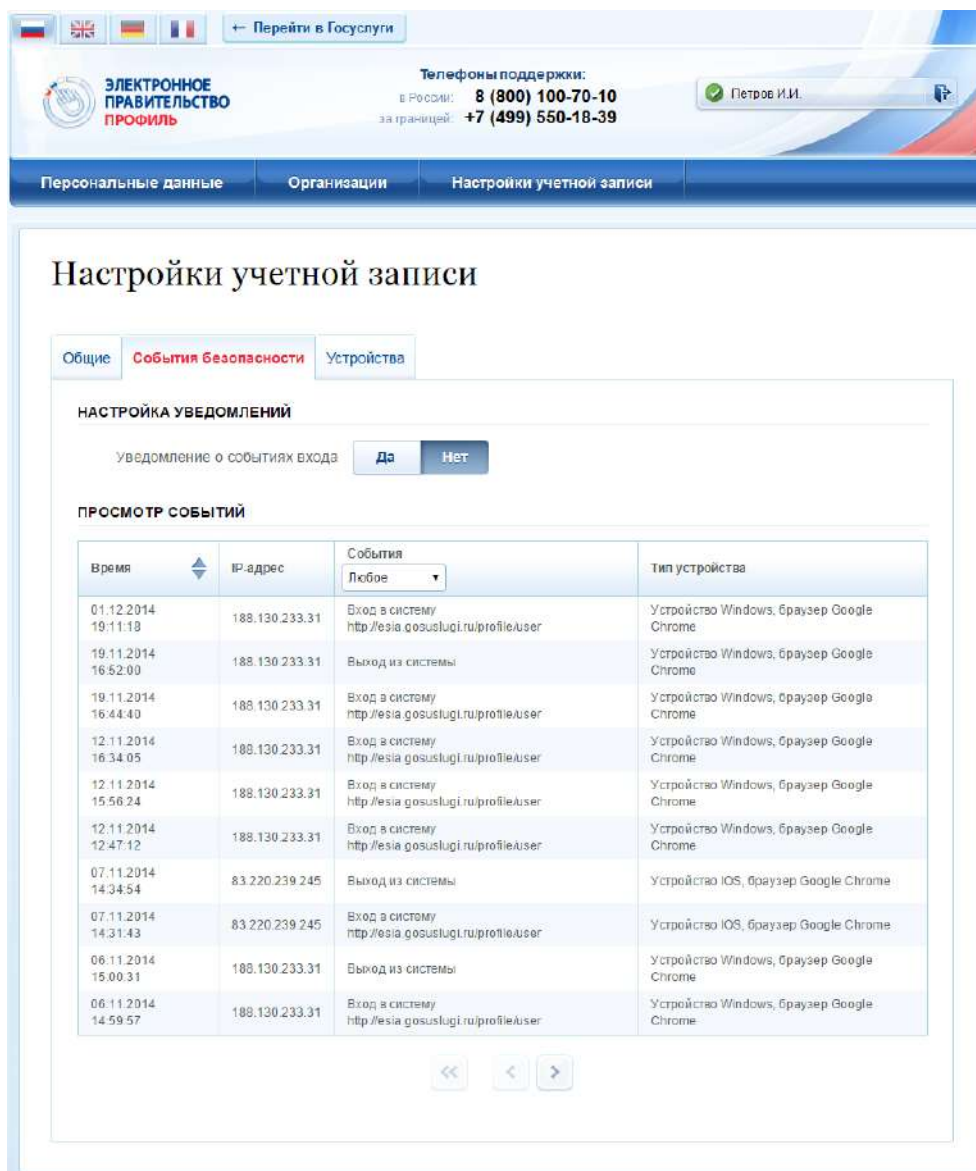 ← Перейти в Госуслуги
ЭЛЕКТРОННОЕ
ПРАВИТЕЛЬСТВО
ПРОФИЛЬ
Телефоны поддержки:
в России: 8 (800) 100-70-10
за границей: +7 (499) 550-18-39
Петров И.И.
Персональные данные Организации Настройки учетной записи
Настройки учетной записи
Общие События безопасности Устройства
НАСТРОЙКА УВЕДОМЛЕНИЙ
Уведомление о событиях входа Да Нет
ПРОСМОТР СОБЫТИЙ
Время IP-адрес События Любое Тип устройства
01.12.2014 19:11:18 188.130.233.31 Вход в систему http://esia.gosuslugi.ru/profile/user Устройство Windows, браузер Google Chrome
19.11.2014 16:52:00 188.130.233.31 Выход из системы Устройство Windows, браузер Google Chrome
19.11.2014 16:44:40 188.130.233.31 Вход в систему http://esia.gosuslugi.ru/profile/user Устройство Windows, браузер Google Chrome
12.11.2014 16:34:05 188.130.233.31 Вход в систему http://esia.gosuslugi.ru/profile/user Устройство Windows, браузер Google Chrome
12.11.2014 15:56:24 188.130.233.31 Вход в систему http://esia.gosuslugi.ru/profile/user Устройство Windows, браузер Google Chrome
12.11.2014 12:47:12 188.130.233.31 Вход в систему http://esia.gosuslugi.ru/profile/user Устройство Windows, браузер Google Chrome
07.11.2014 14:34:54 83.220.239.245 Выход из системы Устройство IOS, браузер Google Chrome
07.11.2014 14:31:43 83.220.239.245 Вход в систему http://esia.gosuslugi.ru/profile/user Устройство IOS, браузер Google Chrome
06.11.2014 15:00:31 188.130.233.31 Выход из системы Устройство Windows, браузер Google Chrome
06.11.2014 14:59:57 188.130.233.31 Вход в систему http://esia.gosuslugi.ru/profile/user Устройство Windows, браузер Google Chrome